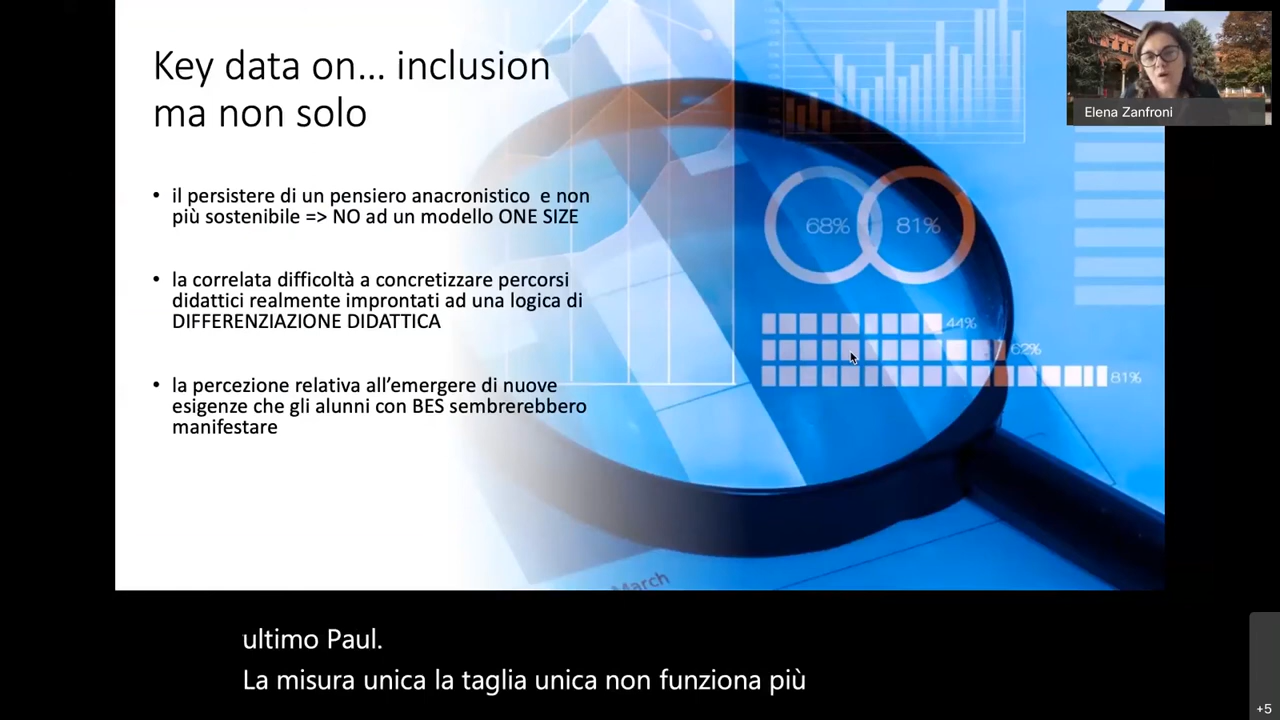 Key data on... inclusion
ma non solo
• il persistere di un pensiero anacronistico e non
più sostenibile => NO ad un modello ONE SIZE
• la correlata difficoltà a concretizzare percorsi
didattici realmente improntati ad una logica di
DIFFERENZIAZIONE DIDATTICA
• la percezione relativa all'emergere di nuove
esigenze che gli alunni con BES sembrerebbero
manifestare
68% 81%
44%
62%
81%
March
Elena Zanfroni
ultimo Paul.
La misura unica la taglia unica non funziona più
+5